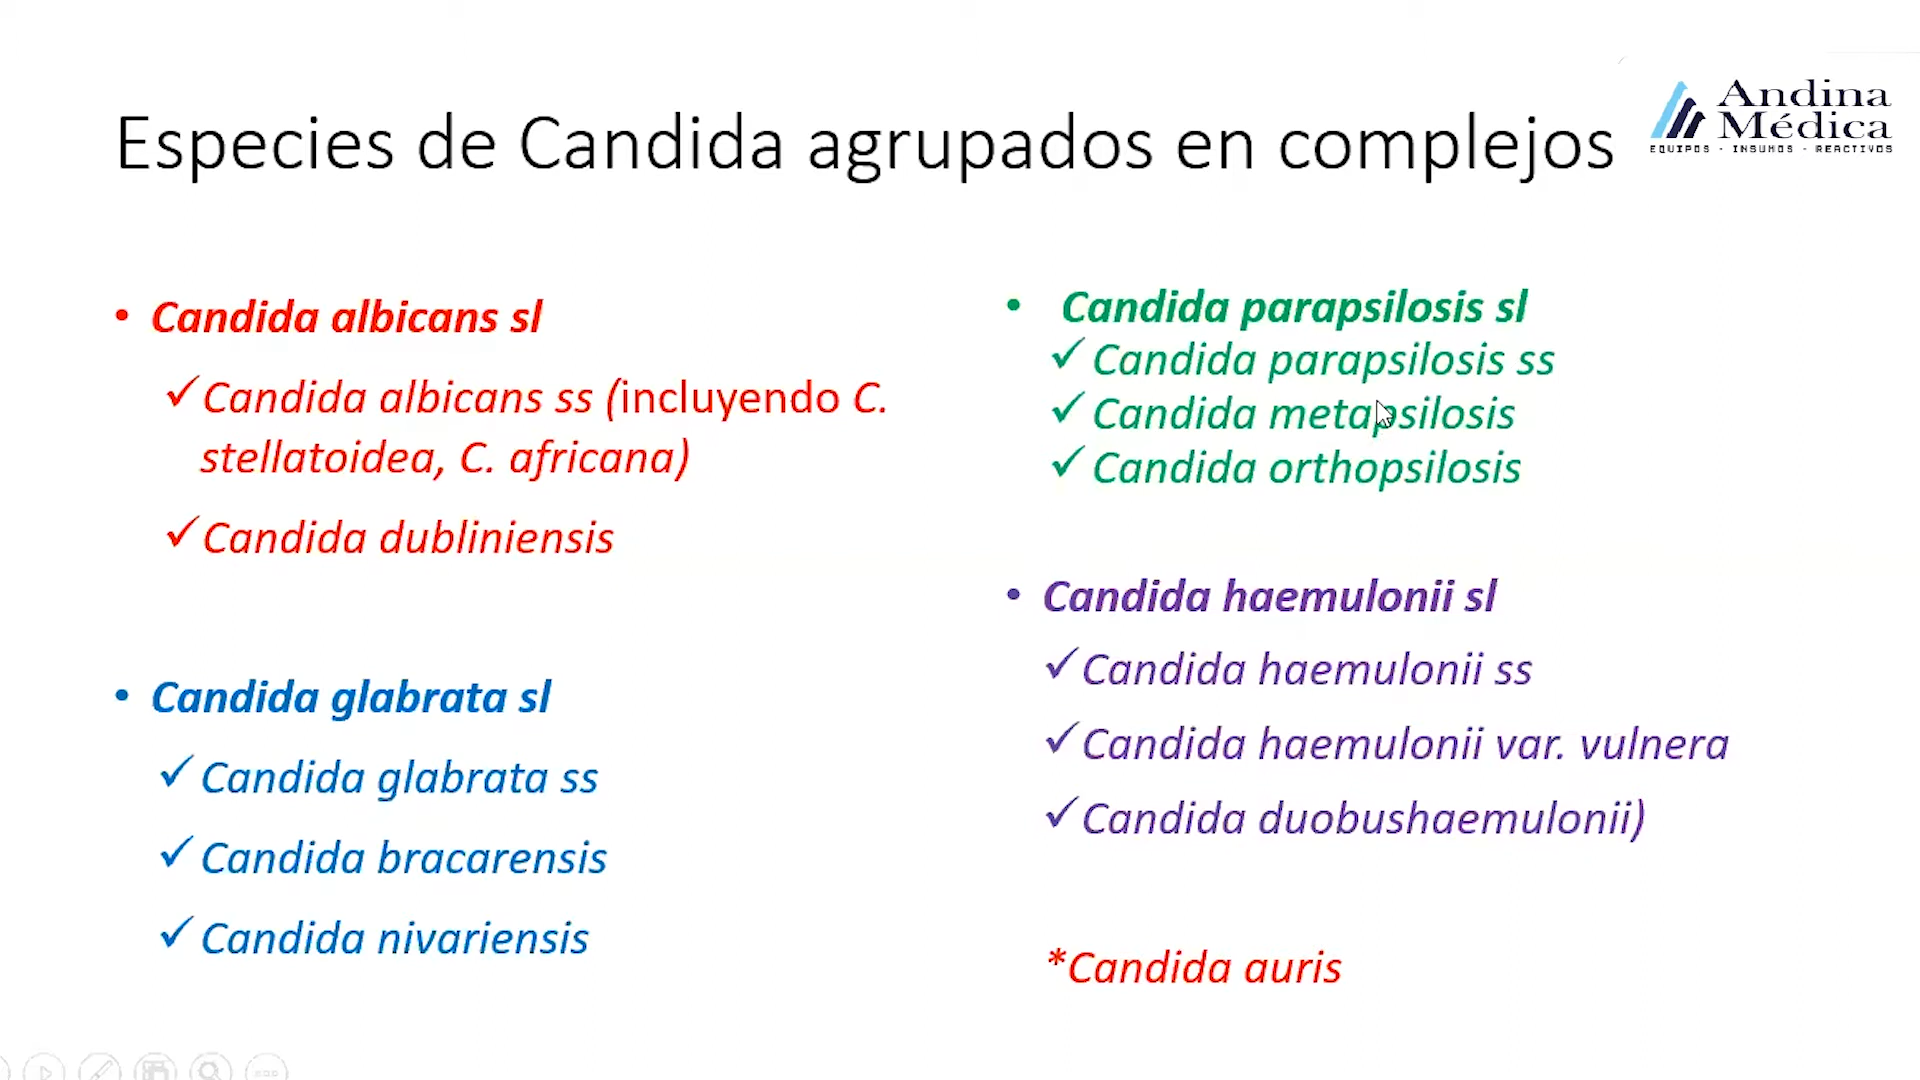 Especies de Candida agrupados en complejos
Andina
Médica
EQUIPOS - INSUMOS - REACTIVOS
• Candida albicans sl
✓Candida albicans ss (incluyendo C.
stellatoidea, C. africana)
✓Candida dubliniensis
• Candida glabrata sl
✓Candida glabrata ss
✓Candida bracarensis
✓Candida nivariensis
• Candida parapsilosis sl
✓Candida parapsilosis ss
✓Candida metapsilosis
✓Candida orthopsilosis
• Candida haemulonii sl
✓Candida haemulonii ss
✓Candida haemulonii var. vulnera
✓Candida duobushaemulonii)
*Candida auris